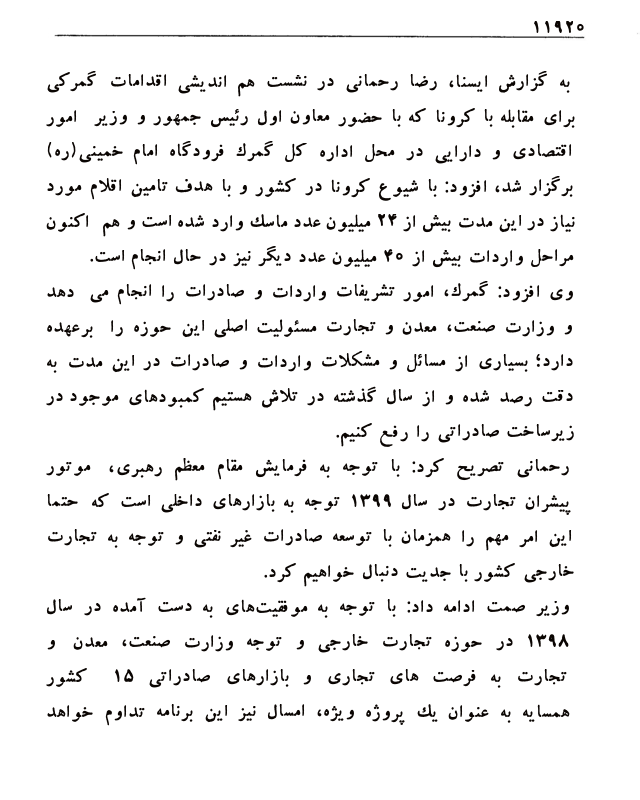 ۱۱۹۲۵
به گزارش ایسنا، رضا رحمانی در نشست هم اندیشی اقدامات گمرکی
برای مقابله با کرونا که با حضور معاون اول رئیس جمهور و وزیر امور
اقتصادی و دارایی در محل اداره کل گمرک فرودگاه امام خمینی(ره)
برگزار شد، افزود: با شیوع کرونا در کشور و با هدف تامین اقلام مورد
نیاز در این مدت بیش از ۲۴ میلیون عدد ماسک وارد شده است و هم اکنون
مراحل واردات بیش از ۴۰ میلیون عدد دیگر نیز در حال انجام است.
وی افزود: گمرک، امور تشریفات واردات و صادرات را انجام می دهد
و وزارت صنعت، معدن و تجارت مسئولیت اصلی این حوزه را برعهده
دارد؛ بسیاری از مسائل و مشکلات واردات و صادرات در این مدت به
دقت رصد شده و از سال گذشته در تلاش هستیم کمبودهای موجود در
زیرساخت صادراتی را رفع کنیم.
رحمانی تصریح کرد: با توجه به فرمایش مقام معظم رهبری، موتور
پیشران تجارت در سال ۱۳۹۹ توجه به بازارهای داخلی است که حتما
این امر مهم را همزمان با توسعه صادرات غیر نفتی و توجه به تجارت
خارجی کشور با جدیت دنبال خواهیم کرد.
وزیر صمت ادامه داد: با توجه به موفقیت‌های به دست آمده در سال
۱۳۹۸ در حوزه تجارت خارجی و توجه وزارت صنعت، معدن و
تجارت به فرصت های تجاری و بازارهای صادراتی ۱۵ کشور
همسایه به عنوان یک پروژه ویژه، امسال نیز این برنامه تداوم خواهد